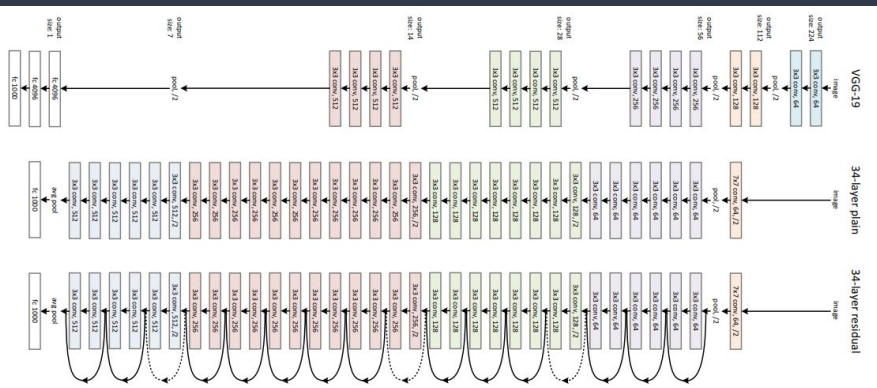 VGG-19
34-layer plain
34-layer residual
output
size: 224
output
size: 112
output
size: 56
output
size: 28
output
size: 14
output
size: 7
output
size: 1
image
3x3 conv, 64
3x3 conv, 64
pool, /2
3x3 conv, 128
3x3 conv, 128
pool, /2
3x3 conv, 256
3x3 conv, 256
3x3 conv, 256
3x3 conv, 256
pool, /2
3x3 conv, 512
3x3 conv, 512
3x3 conv, 512
3x3 conv, 512
pool, /2
3x3 conv, 512
3x3 conv, 512
3x3 conv, 512
3x3 conv, 512
pool, /2
fc 4096
fc 4096
fc 1000
image
7x7 conv, 64, /2
pool, /2
3x3 conv, 64
3x3 conv, 64
3x3 conv, 64
3x3 conv, 64
3x3 conv, 64
3x3 conv, 64
3x3 conv, 128, /2
3x3 conv, 128
3x3 conv, 128
3x3 conv, 128
3x3 conv, 128
3x3 conv, 128
3x3 conv, 128
3x3 conv, 128
3x3 conv, 256, /2
3x3 conv, 256
3x3 conv, 256
3x3 conv, 256
3x3 conv, 256
3x3 conv, 256
3x3 conv, 256
3x3 conv, 256
3x3 conv, 256
3x3 conv, 256
3x3 conv, 256
3x3 conv, 256
3x3 conv, 512, /2
3x3 conv, 512
3x3 conv, 512
3x3 conv, 512
3x3 conv, 512
3x3 conv, 512
avg pool
fc 1000
image
7x7 conv, 64, /2
pool, /2
3x3 conv, 64
3x3 conv, 64
3x3 conv, 64
3x3 conv, 64
3x3 conv, 64
3x3 conv, 64
3x3 conv, 128, /2
3x3 conv, 128
3x3 conv, 128
3x3 conv, 128
3x3 conv, 128
3x3 conv, 128
3x3 conv, 128
3x3 conv, 128
3x3 conv, 256, /2
3x3 conv, 256
3x3 conv, 256
3x3 conv, 256
3x3 conv, 256
3x3 conv, 256
3x3 conv, 256
3x3 conv, 256
3x3 conv, 256
3x3 conv, 256
3x3 conv, 256
3x3 conv, 256
3x3 conv, 512, /2
3x3 conv, 512
3x3 conv, 512
3x3 conv, 512
3x3 conv, 512
3x3 conv, 512
avg pool
fc 1000